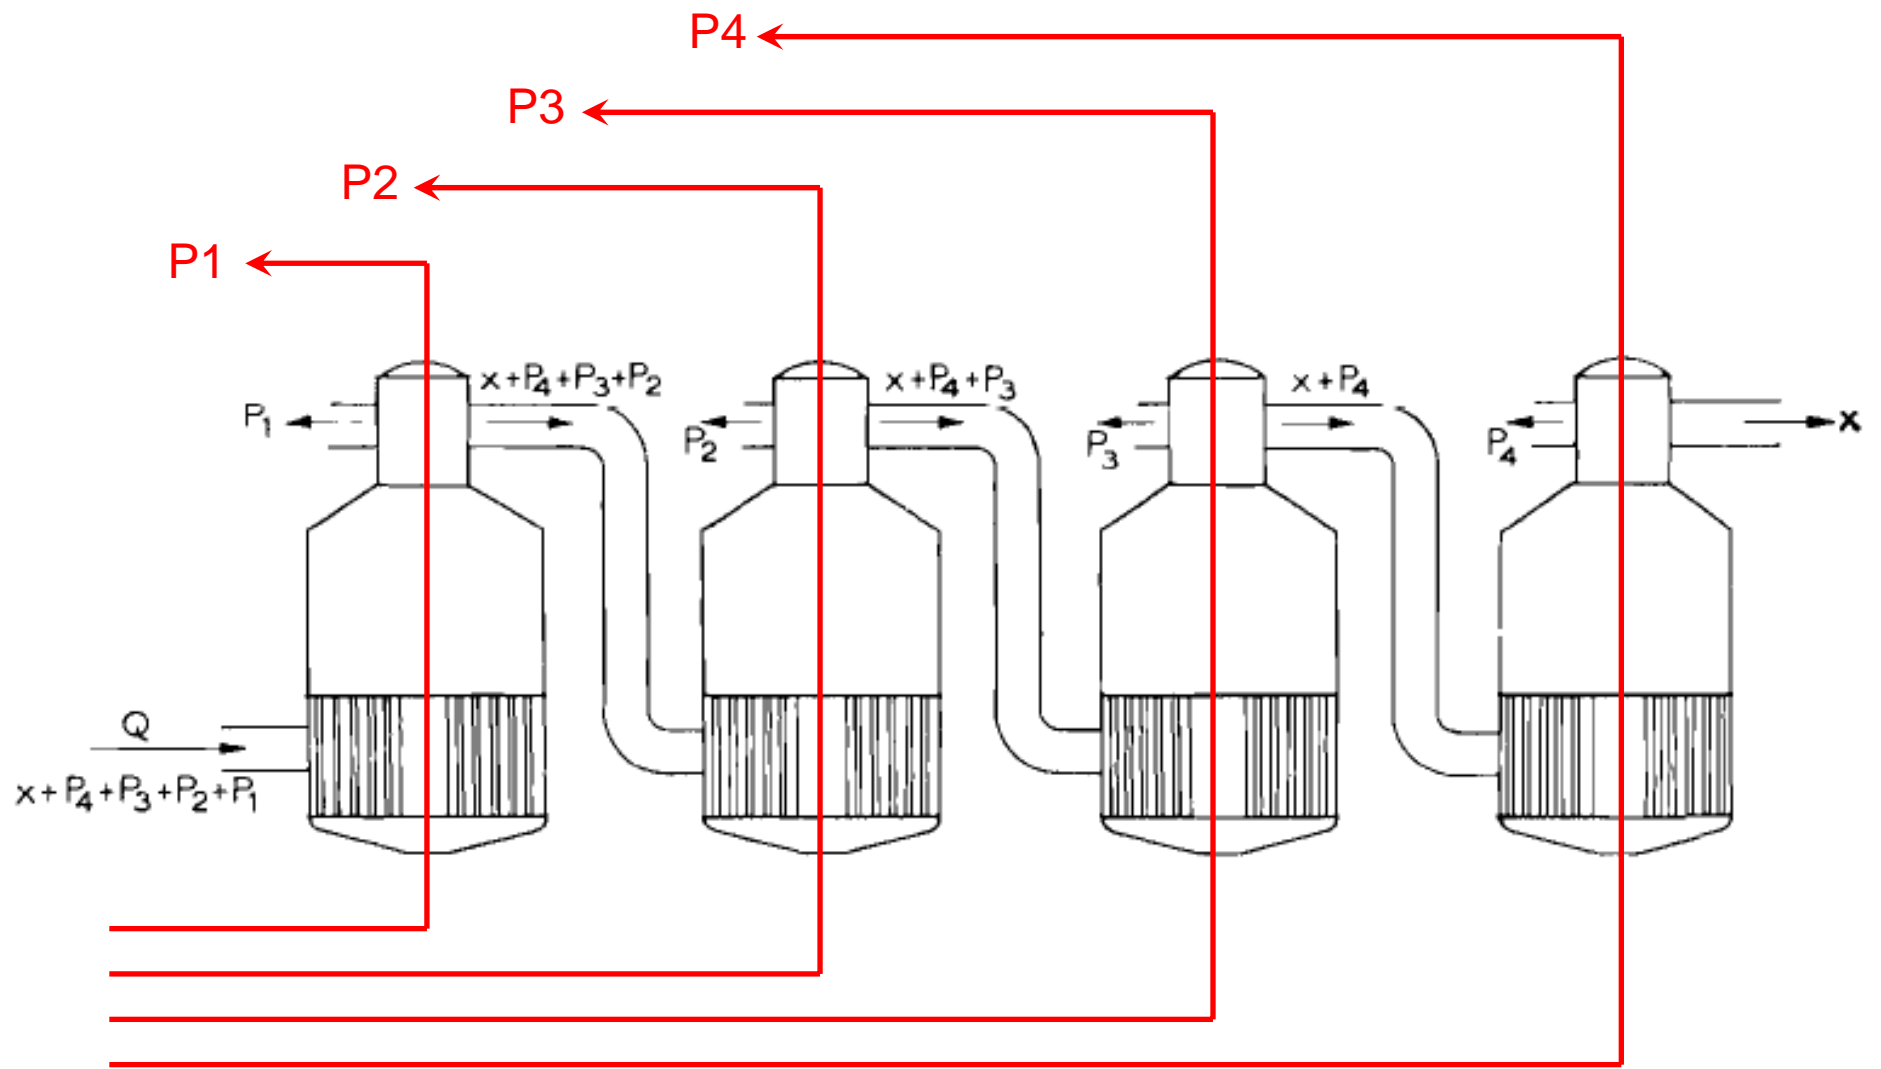 P4
P3
P2
P1
x+P₄+P₃+P₂
x+P₄+P₃
x+P₄
P₁
P₂
P₃
P₄
x
Q
x+P₄+P₃+P₂+P₁